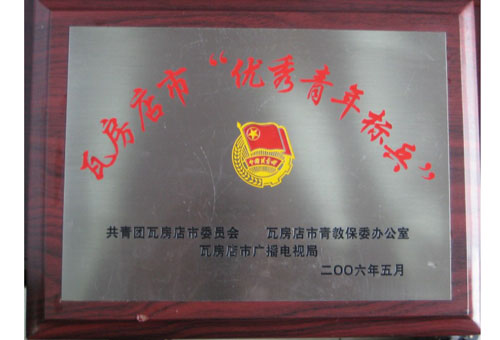 瓦房店市“优秀青年标兵”
中国共青团
共青团瓦房店市委员会 瓦房店市青教保委办公室
瓦房店市广播电视局
二〇〇六年五月